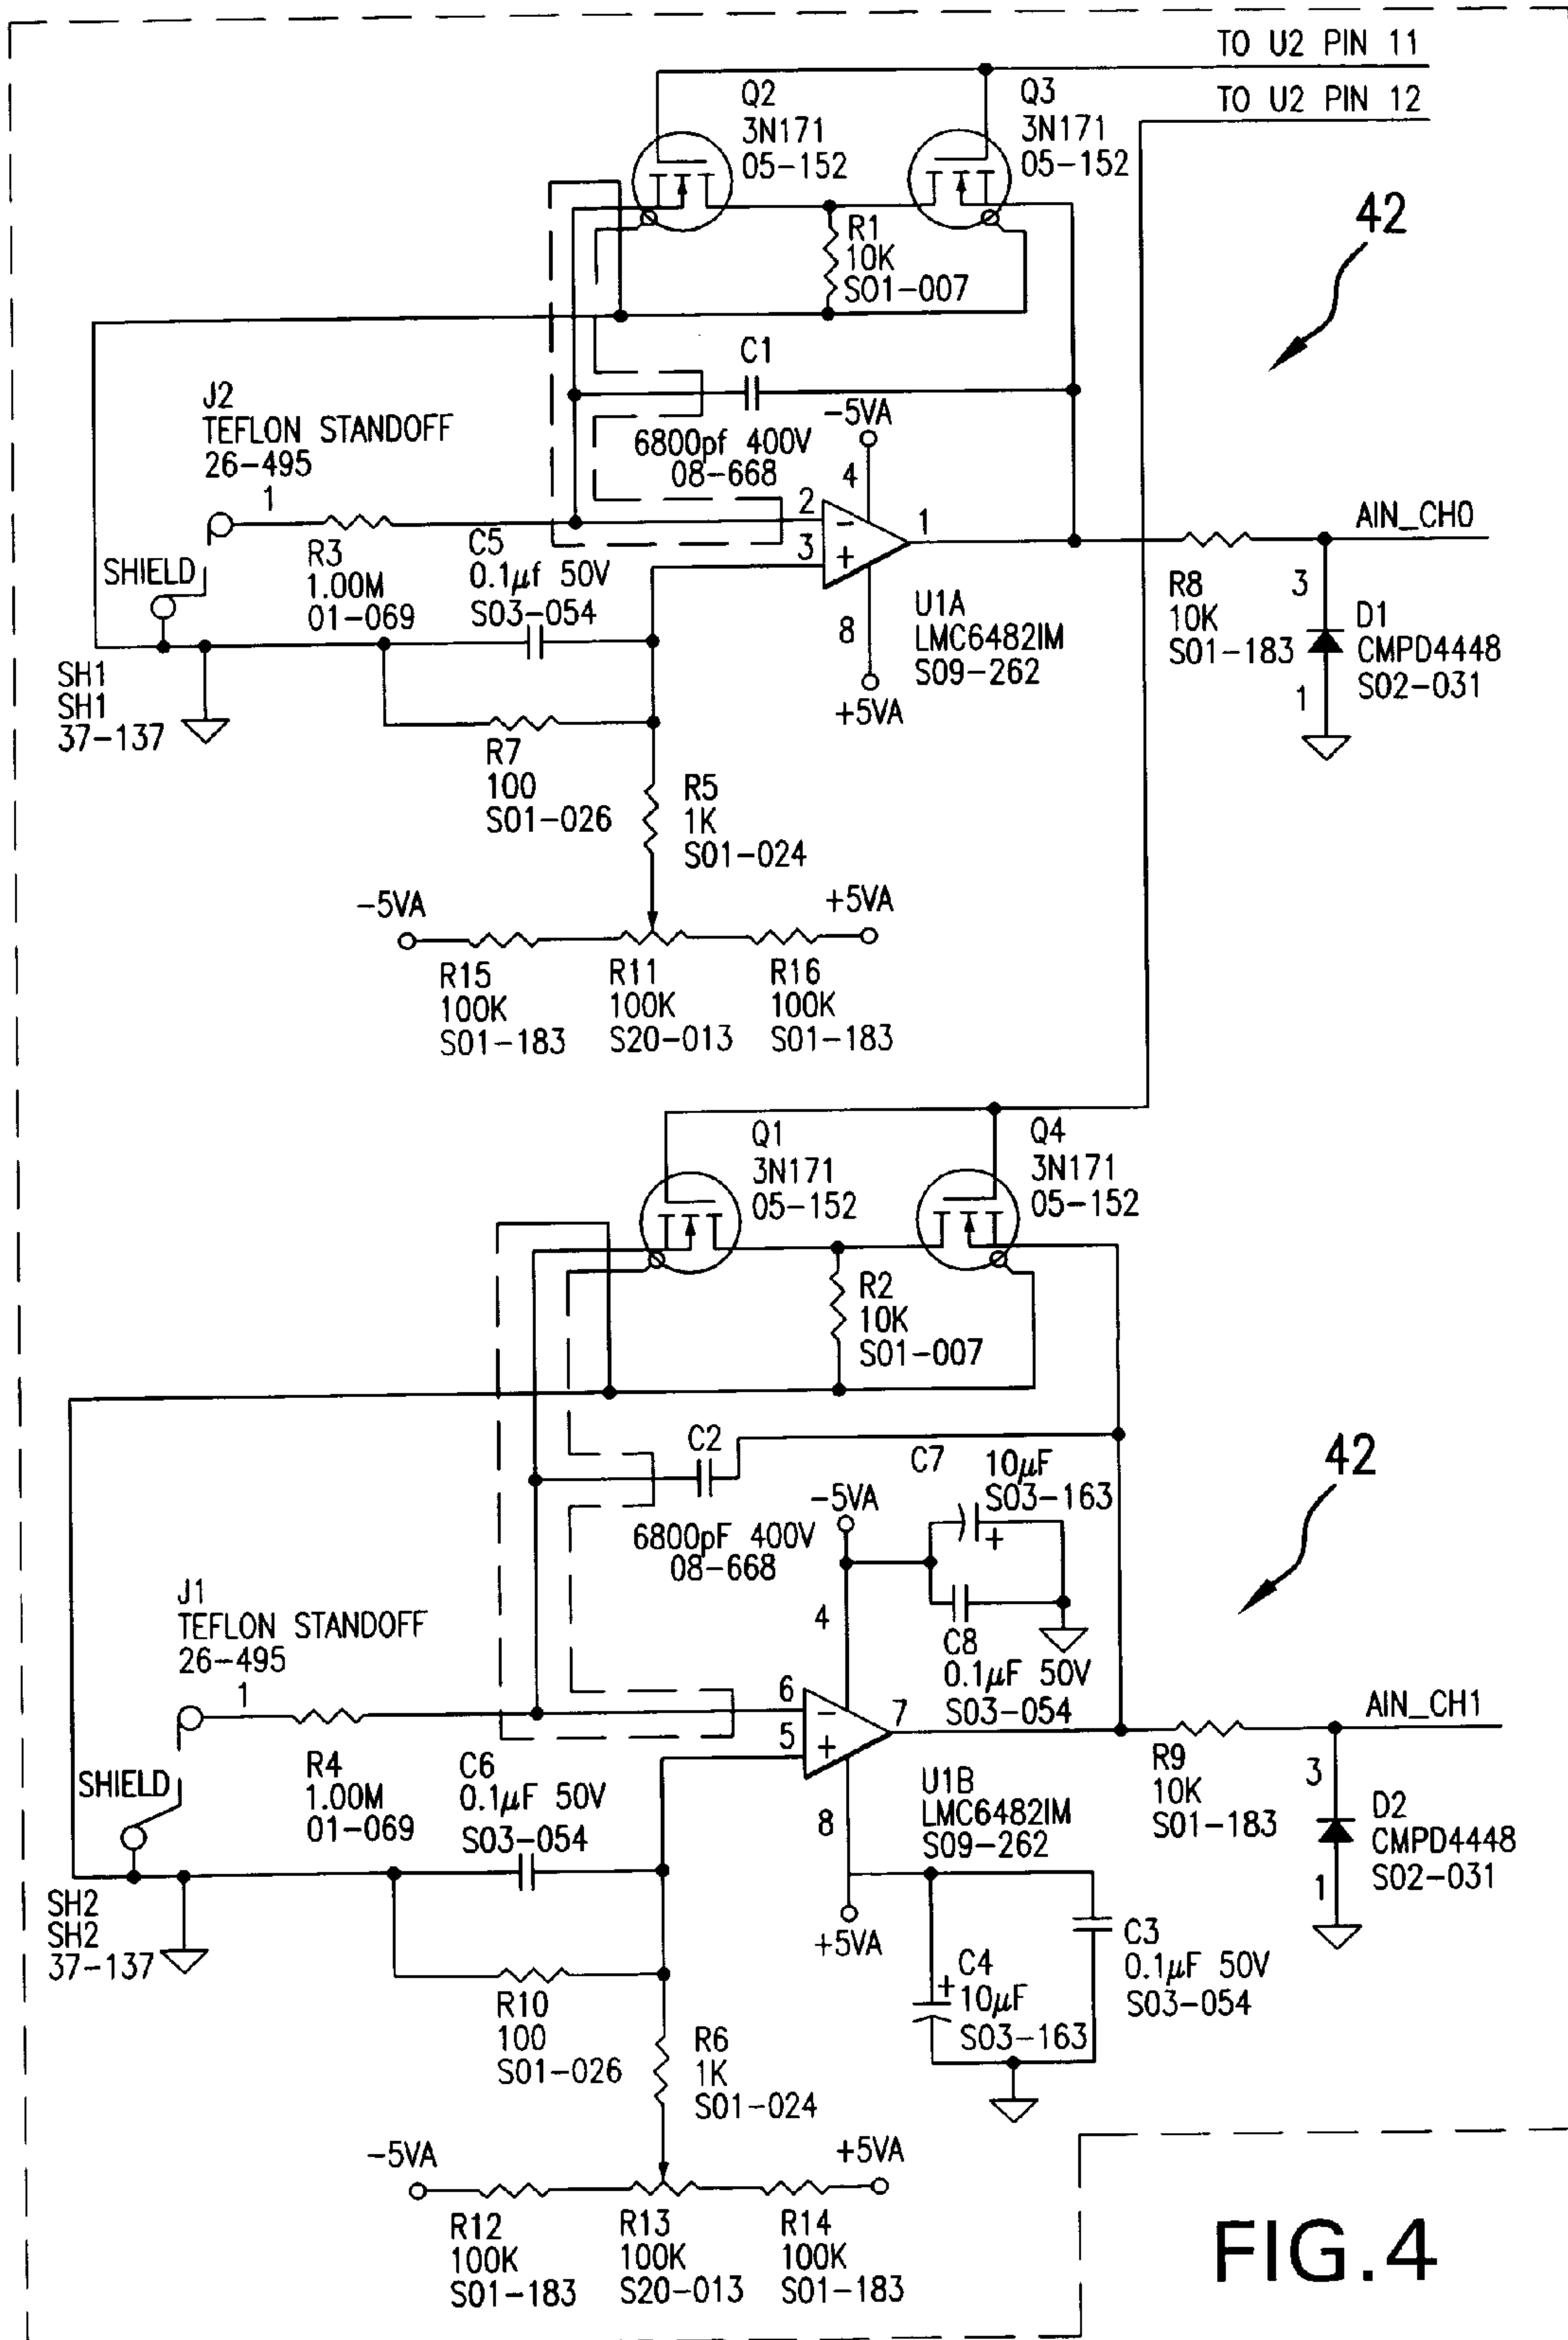 TO U2 PIN 11
TO U2 PIN 12
Q2
3N171
05-152
Q3
3N171
05-152
42
R1
10K
S01-007
C1
6800pf 400V
08-668
J2
TEFLON STANDOFF
26-495
1
-5VA
4
2
3
-
+
1
8
+5VA
U1A
LMC6482IM
S09-262
SHIELD
R3
1.00M
01-069
C5
0.1µf 50V
S03-054
AIN_CH0
R8
10K
S01-183
3
1
D1
CMPD4448
S02-031
SH1
SH1
37-137
R7
100
S01-026
R5
1K
S01-024
-5VA
+5VA
R15
100K
S01-183
R11
100K
S20-013
R16
100K
S01-183
Q1
3N171
05-152
Q4
3N171
05-152
R2
10K
S01-007
C2
6800pF 400V
08-668
42
C7
10µF
S03-163
+
-5VA
4
C8
0.1µF 50V
S03-054
J1
TEFLON STANDOFF
26-495
1
6
5
-
+
7
8
+5VA
U1B
LMC6482IM
S09-262
SHIELD
R4
1.00M
01-069
C6
0.1µF 50V
S03-054
AIN_CH1
R9
10K
S01-183
3
1
D2
CMPD4448
S02-031
SH2
SH2
37-137
C4
+
10µF
S03-163
C3
0.1µF 50V
S03-054
R10
100
S01-026
R6
1K
S01-024
-5VA
+5VA
R12
100K
S01-183
R13
100K
S20-013
R14
100K
S01-183
FIG.4